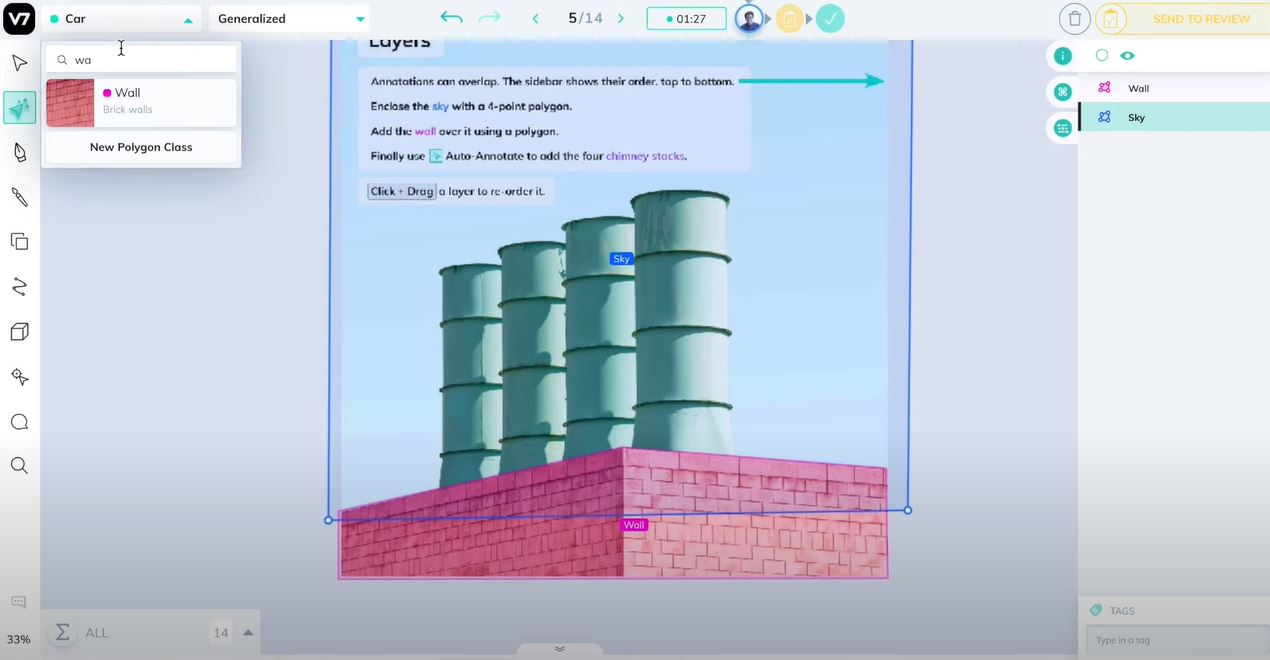 V7
Car
Generalized
5/14
01:27
SEND TO REVIEW
wa
Wall
Brick walls
New Polygon Class
Layers
Annotations can overlap. The sidebar shows their order, top to bottom.
Enclose the sky with a 4-point polygon.
Add the wall over it using a polygon.
Finally use Auto-Annotate to add the four chimney stacks.
Click + Drag a layer to re-order it.
Wall
Sky
Sky
Wall
33%
Σ ALL 14
TAGS
Type in a tag